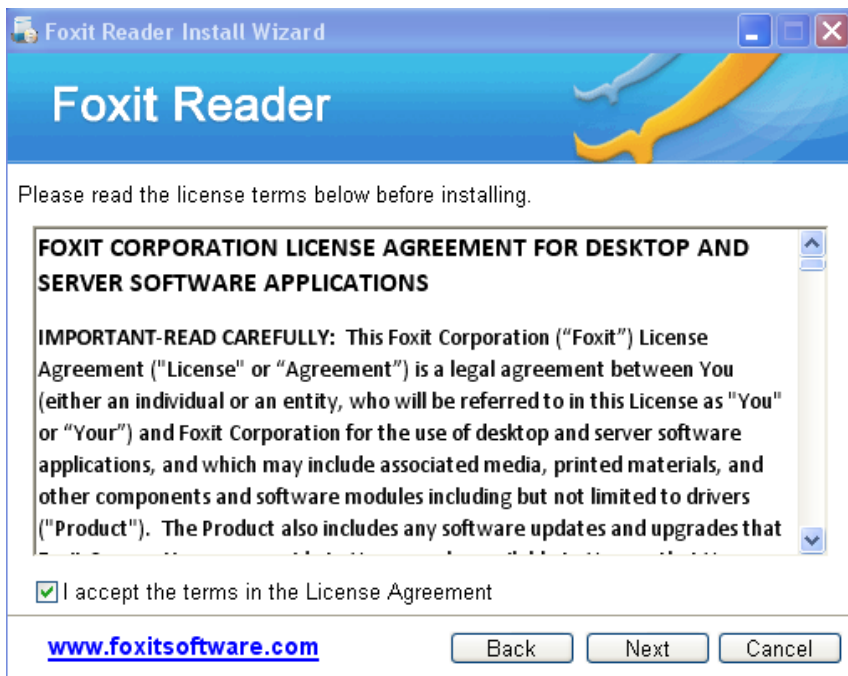 Foxit Reader Install Wizard
Foxit Reader
Please read the license terms below before installing.
FOXIT CORPORATION LICENSE AGREEMENT FOR DESKTOP AND
SERVER SOFTWARE APPLICATIONS
IMPORTANT-READ CAREFULLY: This Foxit Corporation (“Foxit”) License
Agreement ("License" or “Agreement”) is a legal agreement between You
(either an individual or an entity, who will be referred to in this License as "You"
or “Your”) and Foxit Corporation for the use of desktop and server software
applications, and which may include associated media, printed materials, and
other components and software modules including but not limited to drivers
("Product"). The Product also includes any software updates and upgrades that
I accept the terms in the License Agreement
www.foxitsoftware.com
Back
Next
Cancel